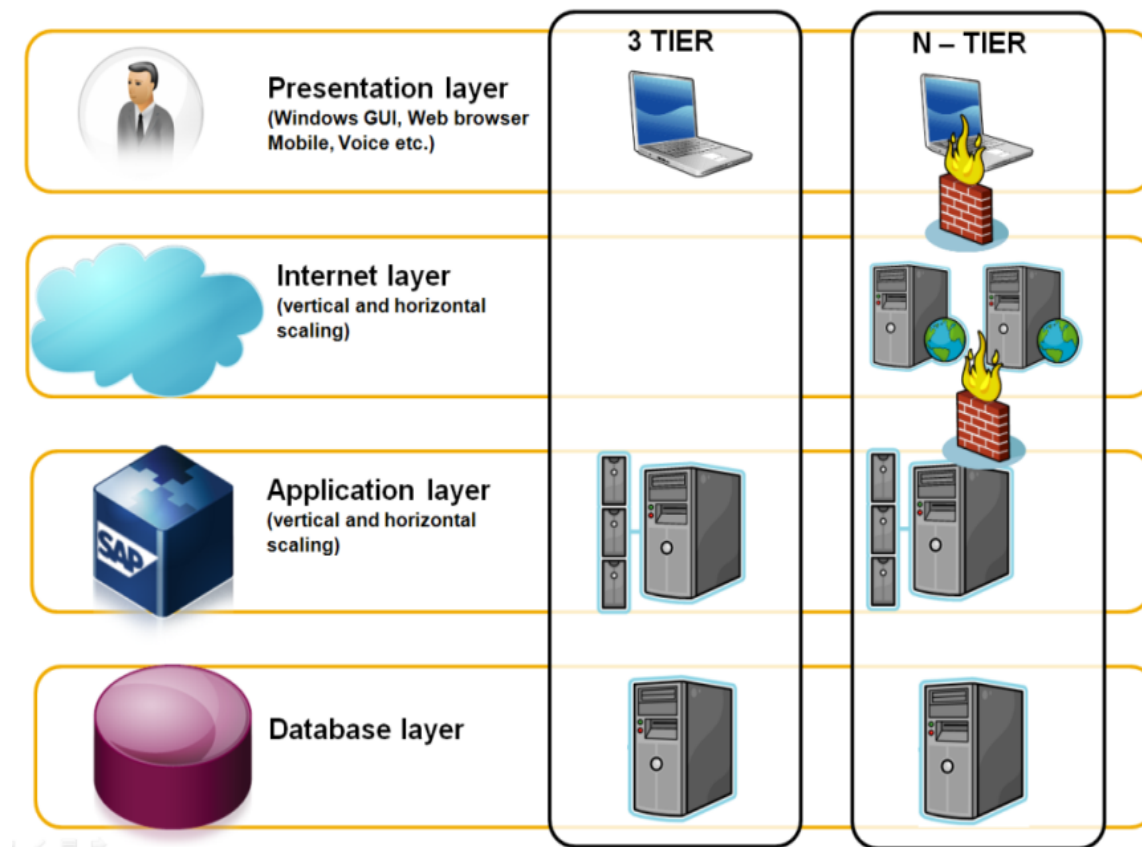 3 TIER
N – TIER
Presentation layer
(Windows GUI, Web browser
Mobile, Voice etc.)
Internet layer
(vertical and horizontal
scaling)
SAP
Application layer
(vertical and horizontal
scaling)
Database layer